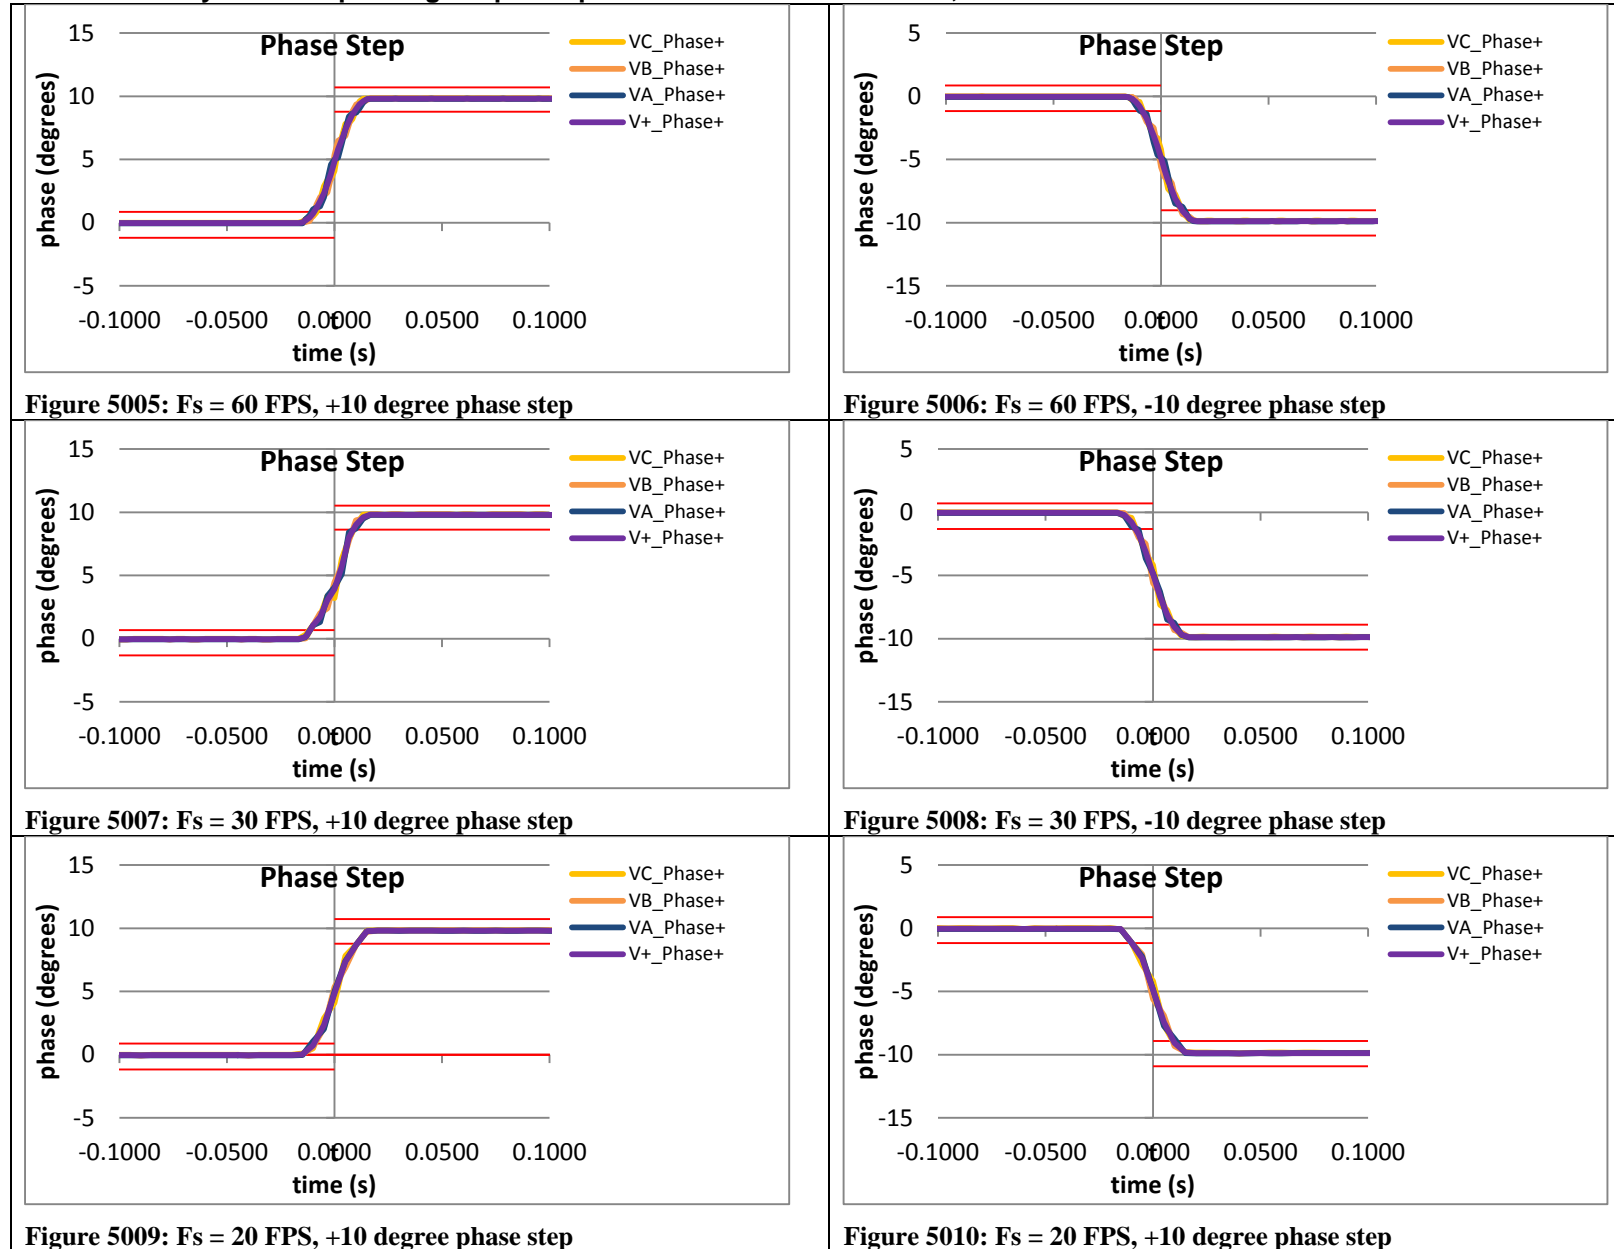 Phase Step
15
10
5
0
-5
phase (degrees)
-0.1000 -0.0500 0.0000 0.0500 0.1000
t
time (s)
VC_Phase+
VB_Phase+
VA_Phase+
V+_Phase+
Figure 5005: Fs = 60 FPS, +10 degree phase step
Phase Step
5
0
-5
-10
-15
phase (degrees)
-0.1000 -0.0500 0.0000 0.0500 0.1000
t
time (s)
VC_Phase+
VB_Phase+
VA_Phase+
V+_Phase+
Figure 5006: Fs = 60 FPS, -10 degree phase step
Phase Step
15
10
5
0
-5
phase (degrees)
-0.1000 -0.0500 0.0000 0.0500 0.1000
t
time (s)
VC_Phase+
VB_Phase+
VA_Phase+
V+_Phase+
Figure 5007: Fs = 30 FPS, +10 degree phase step
Phase Step
5
0
-5
-10
-15
phase (degrees)
-0.1000 -0.0500 0.0000 0.0500 0.1000
t
time (s)
VC_Phase+
VB_Phase+
VA_Phase+
V+_Phase+
Figure 5008: Fs = 30 FPS, -10 degree phase step
Phase Step
15
10
5
0
-5
phase (degrees)
-0.1000 -0.0500 0.0000 0.0500 0.1000
t
time (s)
VC_Phase+
VB_Phase+
VA_Phase+
V+_Phase+
Figure 5009: Fs = 20 FPS, +10 degree phase step
Phase Step
5
0
-5
-10
-15
phase (degrees)
-0.1000 -0.0500 0.0000 0.0500 0.1000
t
time (s)
VC_Phase+
VB_Phase+
VA_Phase+
V+_Phase+
Figure 5010: Fs = 20 FPS, +10 degree phase step